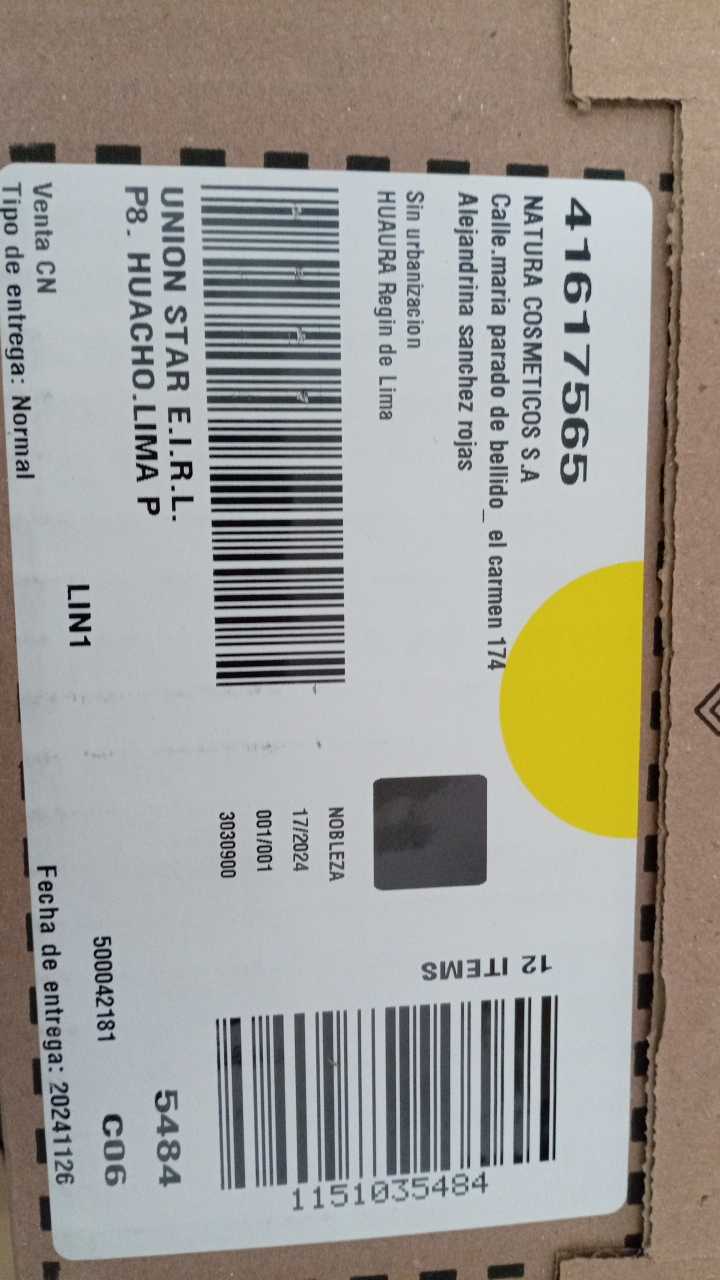 41617565
NATURA COSMETICOS S.A
Calle.maria parado de bellido_ el carmen 174
Alejandrina sanchez rojas
Sin urbanizacion
HUAURA Regin de Lima
UNION STAR E.I.R.L.
P8. HUACHO.LIMA P
LIN1
Venta CN
Tipo de entrega: Normal
NOBLEZA
17/2024
001/001
3030900
12 ITEMS
1151035484
5484
500042181
C06
Fecha de entrega: 20241126